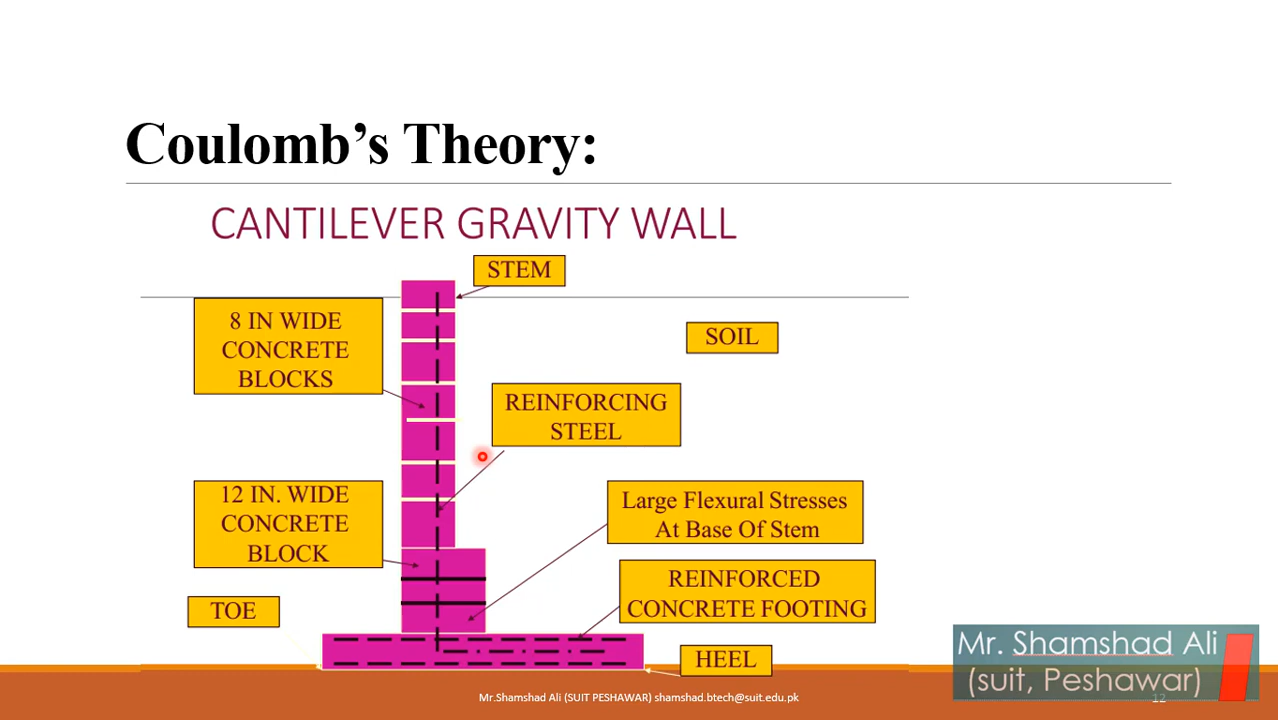 Coulomb’s Theory:
CANTILEVER GRAVITY WALL
STEM
8 IN WIDE
CONCRETE
BLOCKS
SOIL
REINFORCING
STEEL
12 IN. WIDE
CONCRETE
BLOCK
Large Flexural Stresses
At Base Of Stem
REINFORCED
CONCRETE FOOTING
TOE
HEEL
Mr. Shamshad Ali
(suit, Peshawar)
Mr.Shamshad Ali (SUIT PESHAWAR) shamshad.btech@suit.edu.pk
12